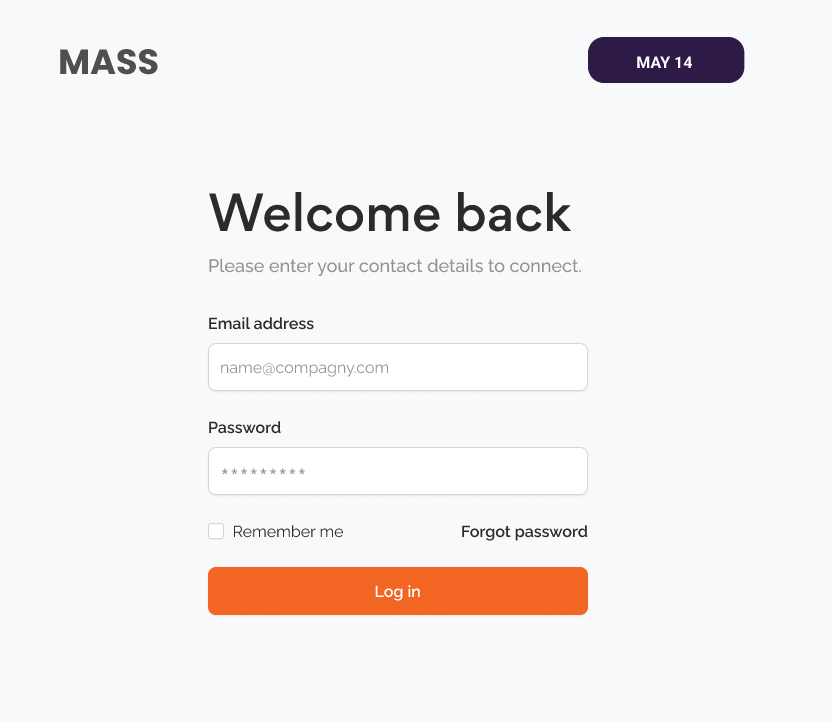 MASS
MAY 14
Welcome back
Please enter your contact details to connect.
Email address
name@compagny.com
Password
*********
Remember me
Forgot password
Log in